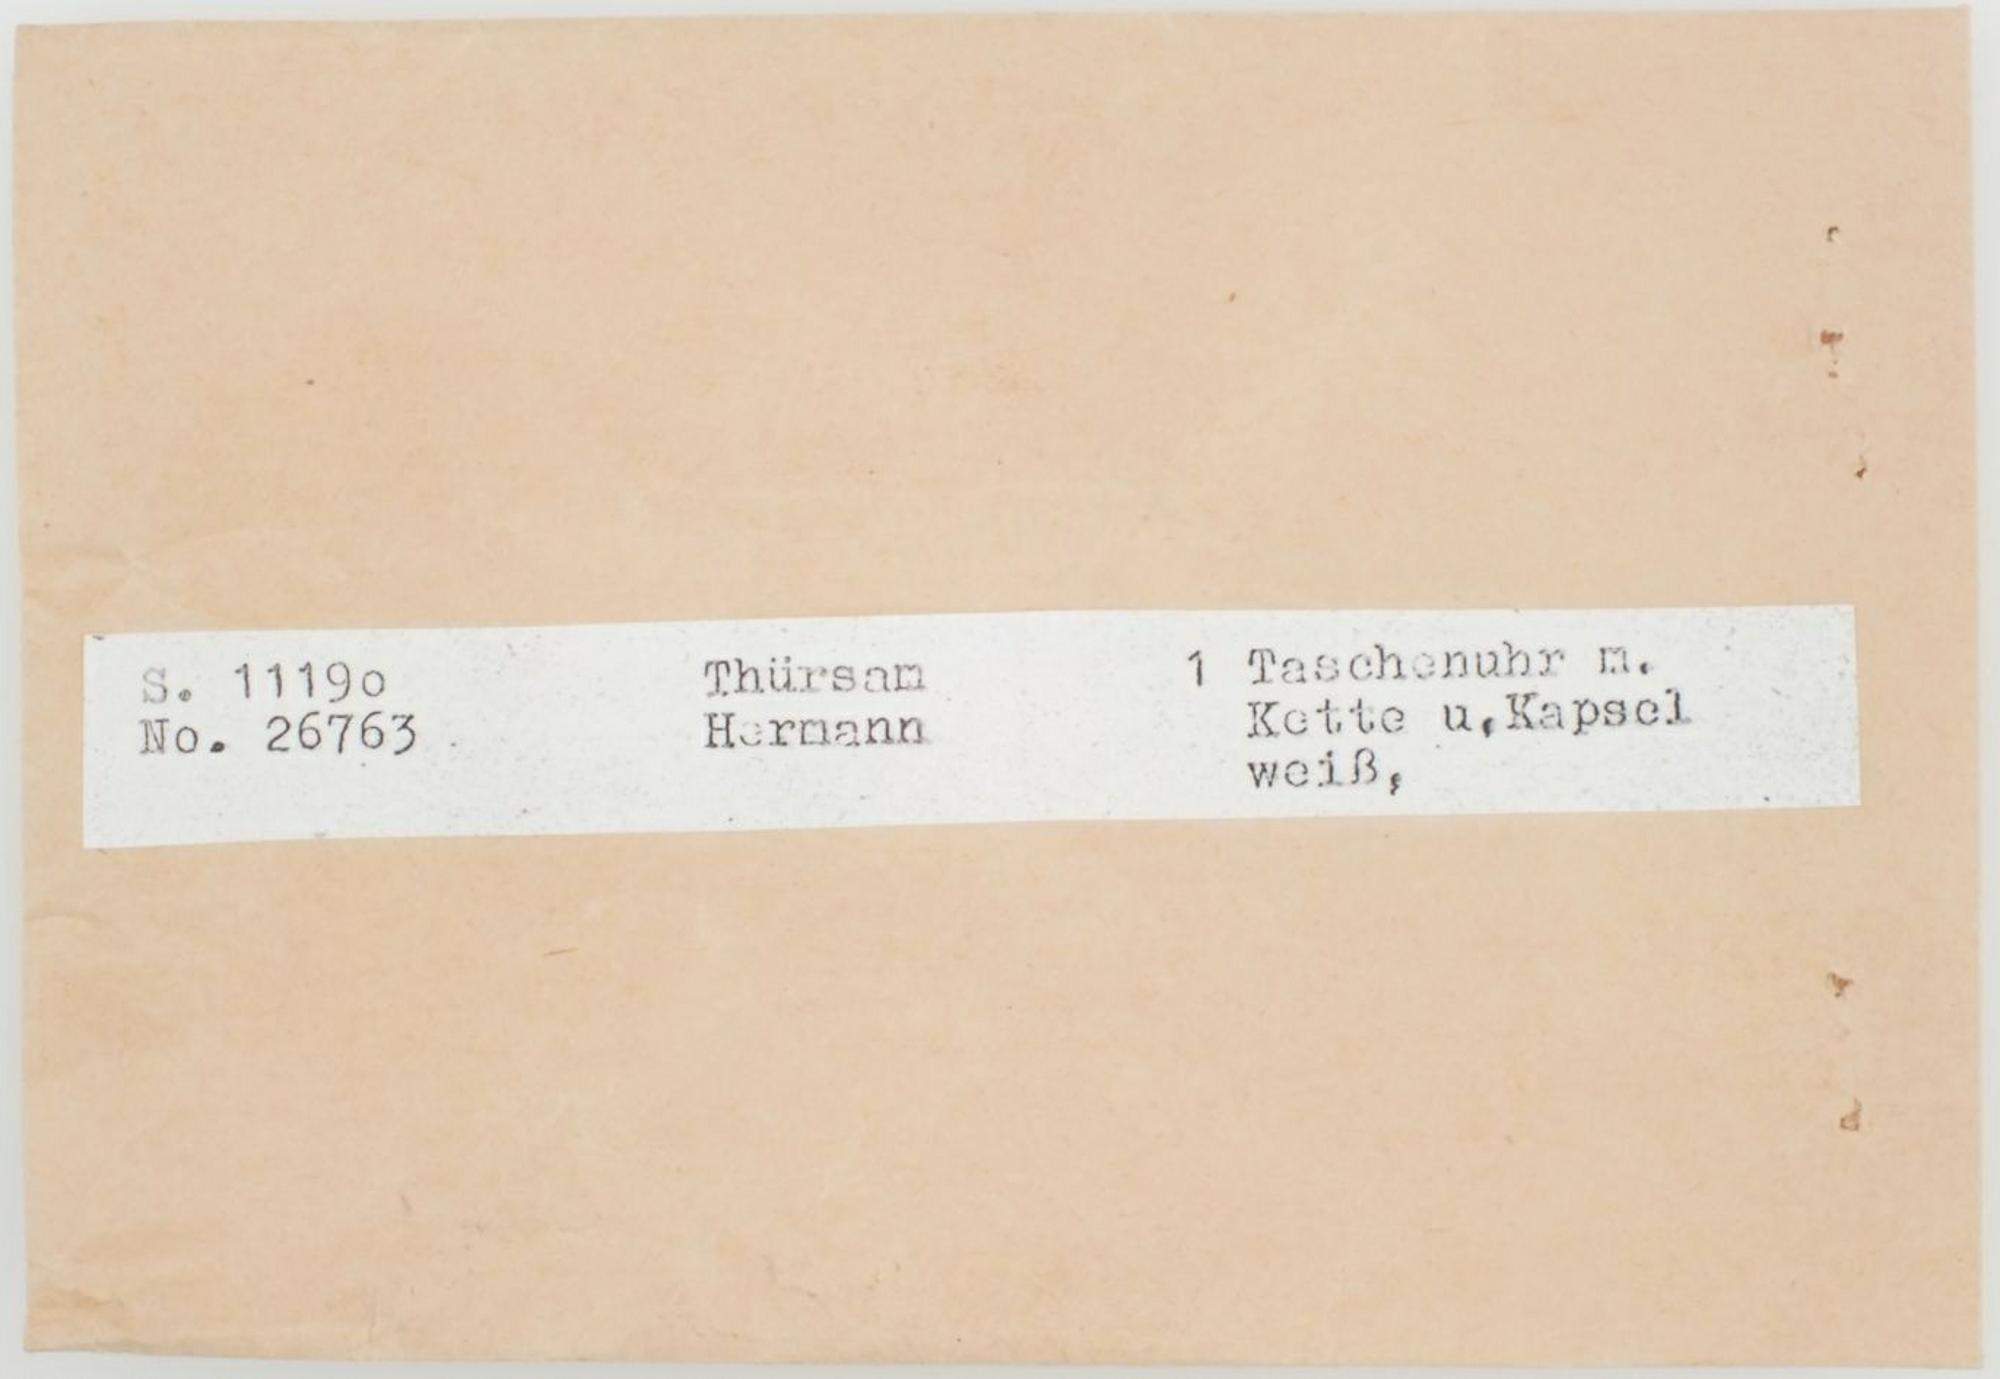 S. 1119o
No. 26763
Thürsam
Hermann
1 Taschenuhr m.
Kette u,Kapsel
weiß,